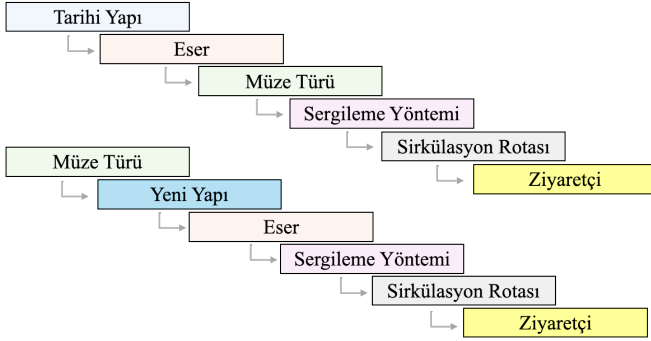 Tarihi Yapı
Eser
Müze Türü
Sergileme Yöntemi
Sirkülasyon Rotası
Ziyaretçi
Müze Türü
Yeni Yapı
Eser
Sergileme Yöntemi
Sirkülasyon Rotası
Ziyaretçi